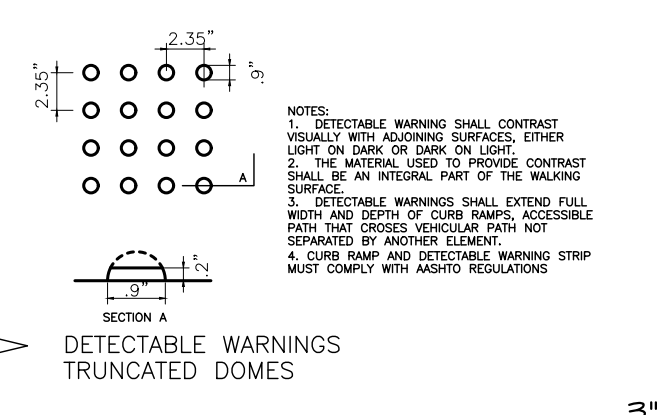 2.35"
2.35"
.9"
A
NOTES:
1. DETECTABLE WARNING SHALL CONTRAST
VISUALLY WITH ADJOINING SURFACES, EITHER
LIGHT ON DARK OR DARK ON LIGHT.
2. THE MATERIAL USED TO PROVIDE CONTRAST
SHALL BE AN INTEGRAL PART OF THE WALKING
SURFACE.
3. DETECTABLE WARNINGS SHALL EXTEND FULL
WIDTH AND DEPTH OF CURB RAMPS, ACCESSIBLE
PATH THAT CROSES VEHICULAR PATH NOT
SEPARATED BY ANOTHER ELEMENT.
4. CURB RAMP AND DETECTABLE WARNING STRIP
MUST COMPLY WITH AASHTO REGULATIONS
.2"
.9"
SECTION A
DETECTABLE WARNINGS
TRUNCATED DOMES
3"